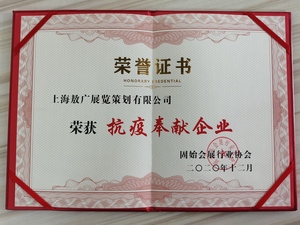 荣誉证书
HONORARY CREDENTIAL
上海敖广展览策划有限公司
荣获 抗疫奉献企业
固始会展行业协会
二〇二〇年十二月